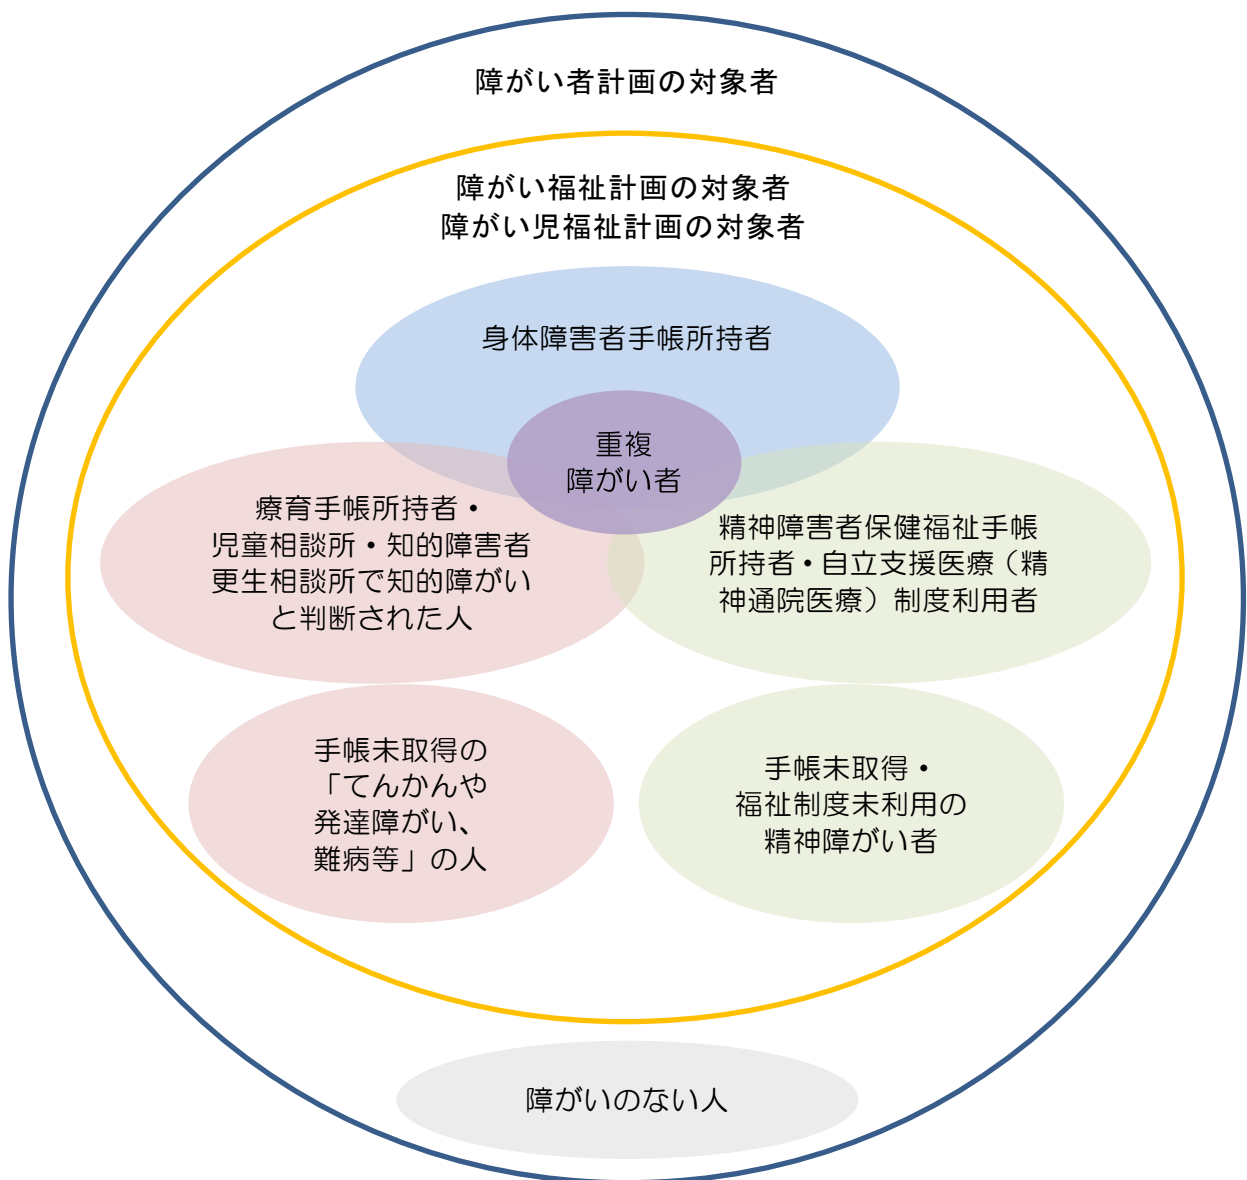 障がい者計画の対象者
障がい福祉計画の対象者
障がい児福祉計画の対象者
身体障害者手帳所持者
重複
障がい者
療育手帳所持者・
児童相談所・知的障害者
更生相談所で知的障がい
と判断された人
精神障害者保健福祉手帳
所持者・自立支援医療（精
神通院医療）制度利用者
手帳未取得の
「てんかんや
発達障がい、
難病等」の人
手帳未取得・
福祉制度未利用の
精神障がい者
障がいのない人